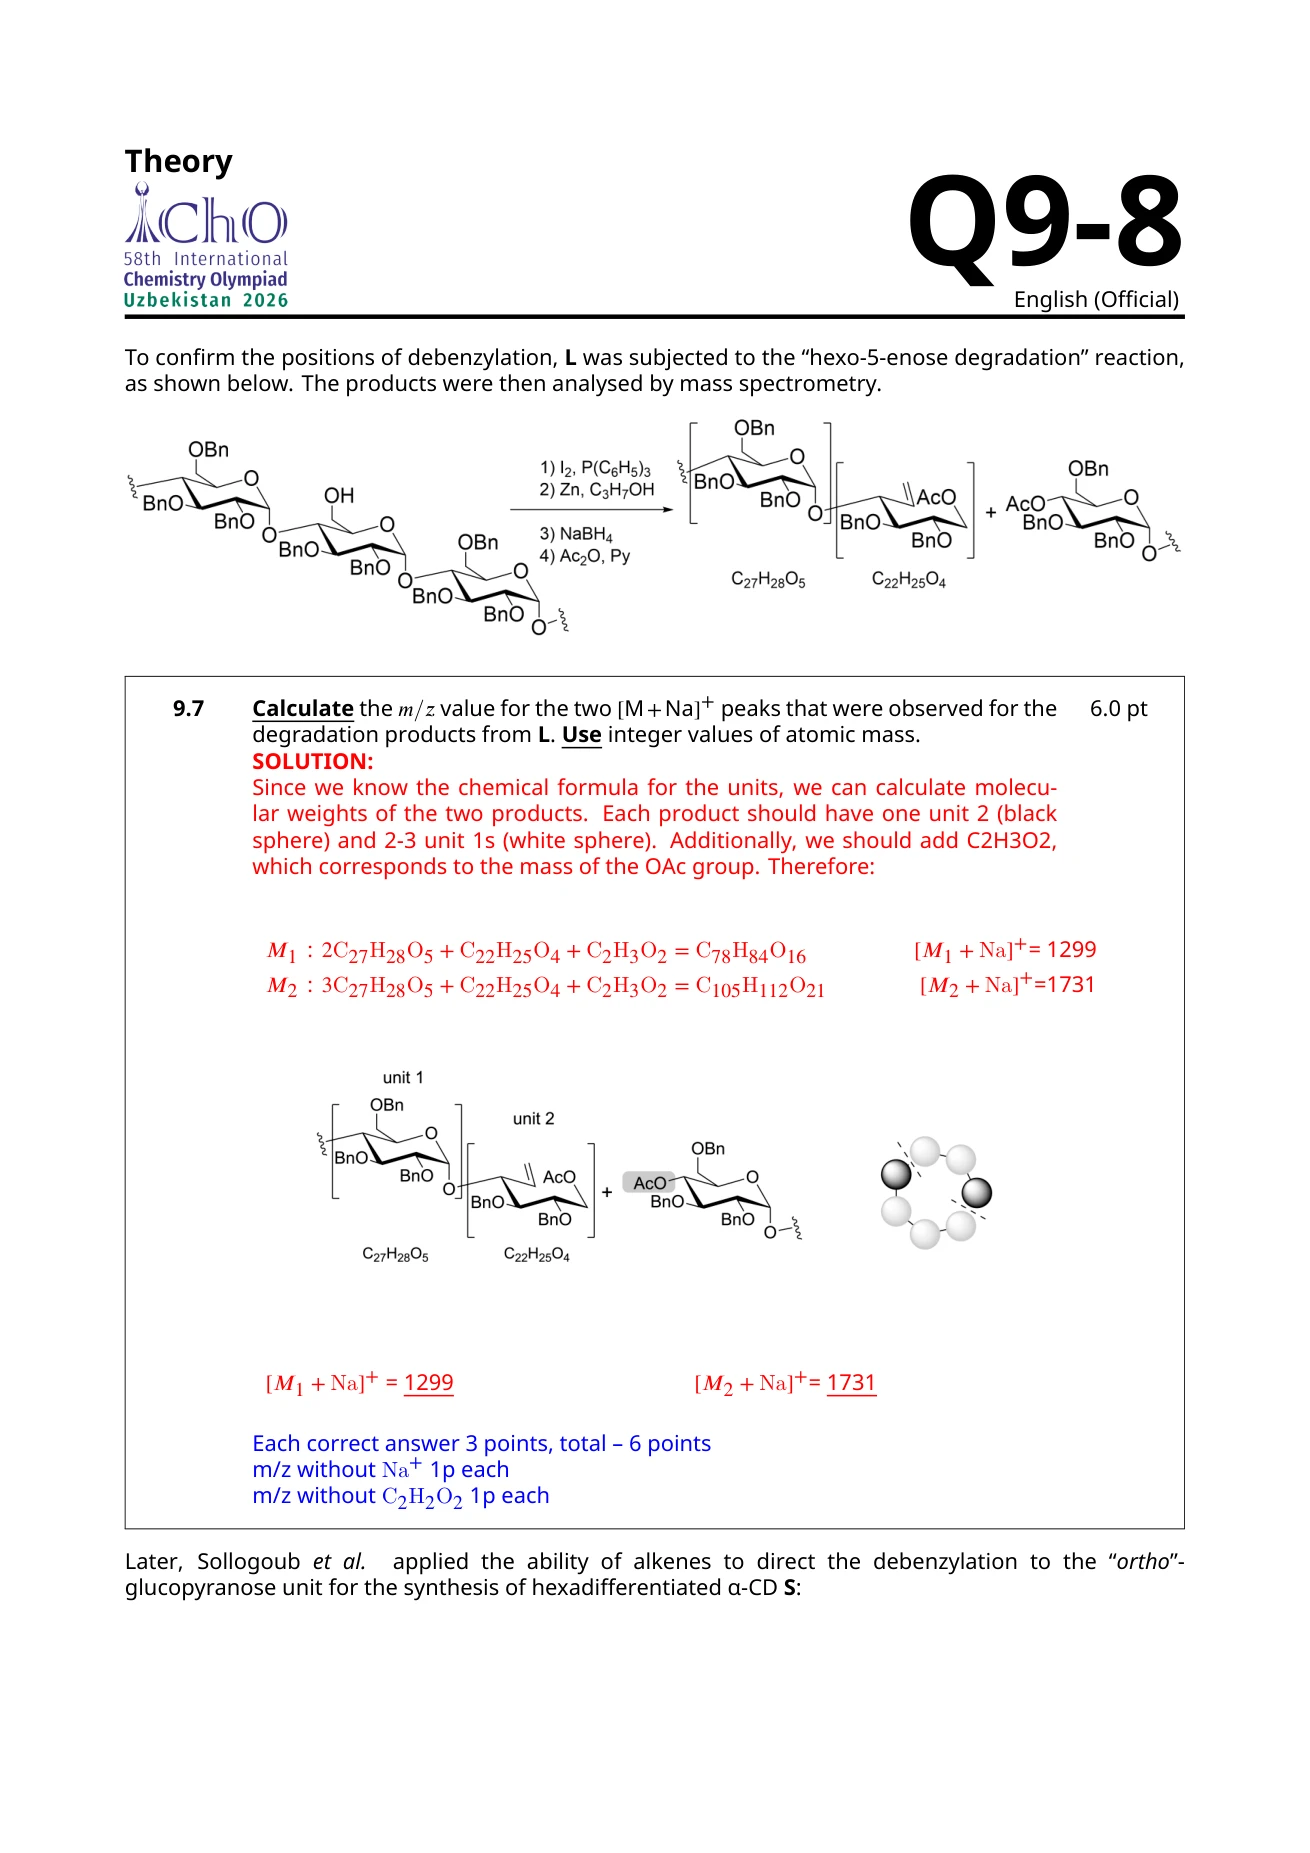 Theory
IChO
58th International
Chemistry Olympiad
Uzbekistan 2026
Q9-8
English (Official)
To confirm the positions of debenzylation, L was subjected to the “hexo-5-enose degradation” reaction,
as shown below. The products were then analysed by mass spectrometry.
OBn
O
BnO
BnO
O
OH
O
BnO
BnO
O
OBn
O
BnO
BnO
O
1) I₂, P(C₆H₅)₃
2) Zn, C₃H₇OH
3) NaBH₄
4) Ac₂O, Py
OBn
O
BnO
BnO
O
AcO
BnO
BnO
+
OBn
AcO
O
BnO
BnO
O
C₂₇H₂₈O₅
C₂₂H₂₅O₄
9.7 Calculate the m/z value for the two [M + Na]⁺ peaks that were observed for the 6.0 pt
degradation products from L. Use integer values of atomic mass.
SOLUTION:
Since we know the chemical formula for the units, we can calculate molecu-
lar weights of the two products. Each product should have one unit 2 (black
sphere) and 2-3 unit 1s (white sphere). Additionally, we should add C2H3O2,
which corresponds to the mass of the OAc group. Therefore:
M₁ : 2C₂₇H₂₈O₅ + C₂₂H₂₅O₄ + C₂H₃O₂ = C₇₈H₈₄O₁₆ [M₁ + Na]⁺= 1299
M₂ : 3C₂₇H₂₈O₅ + C₂₂H₂₅O₄ + C₂H₃O₂ = C₁₀₅H₁₁₂O₂₁ [M₂ + Na]⁺=1731
unit 1
OBn
O
BnO
BnO
O
unit 2
AcO
BnO
BnO
+
OBn
AcO
O
BnO
BnO
O
C₂₇H₂₈O₅
C₂₂H₂₅O₄
[M₁ + Na]⁺ = 1299 [M₂ + Na]⁺= 1731
Each correct answer 3 points, total – 6 points
m/z without Na⁺ 1p each
m/z without C₂H₂O₂ 1p each
Later, Sollogoub et al. applied the ability of alkenes to direct the debenzylation to the “ortho”-
glucopyranose unit for the synthesis of hexadifferentiated α-CD S: